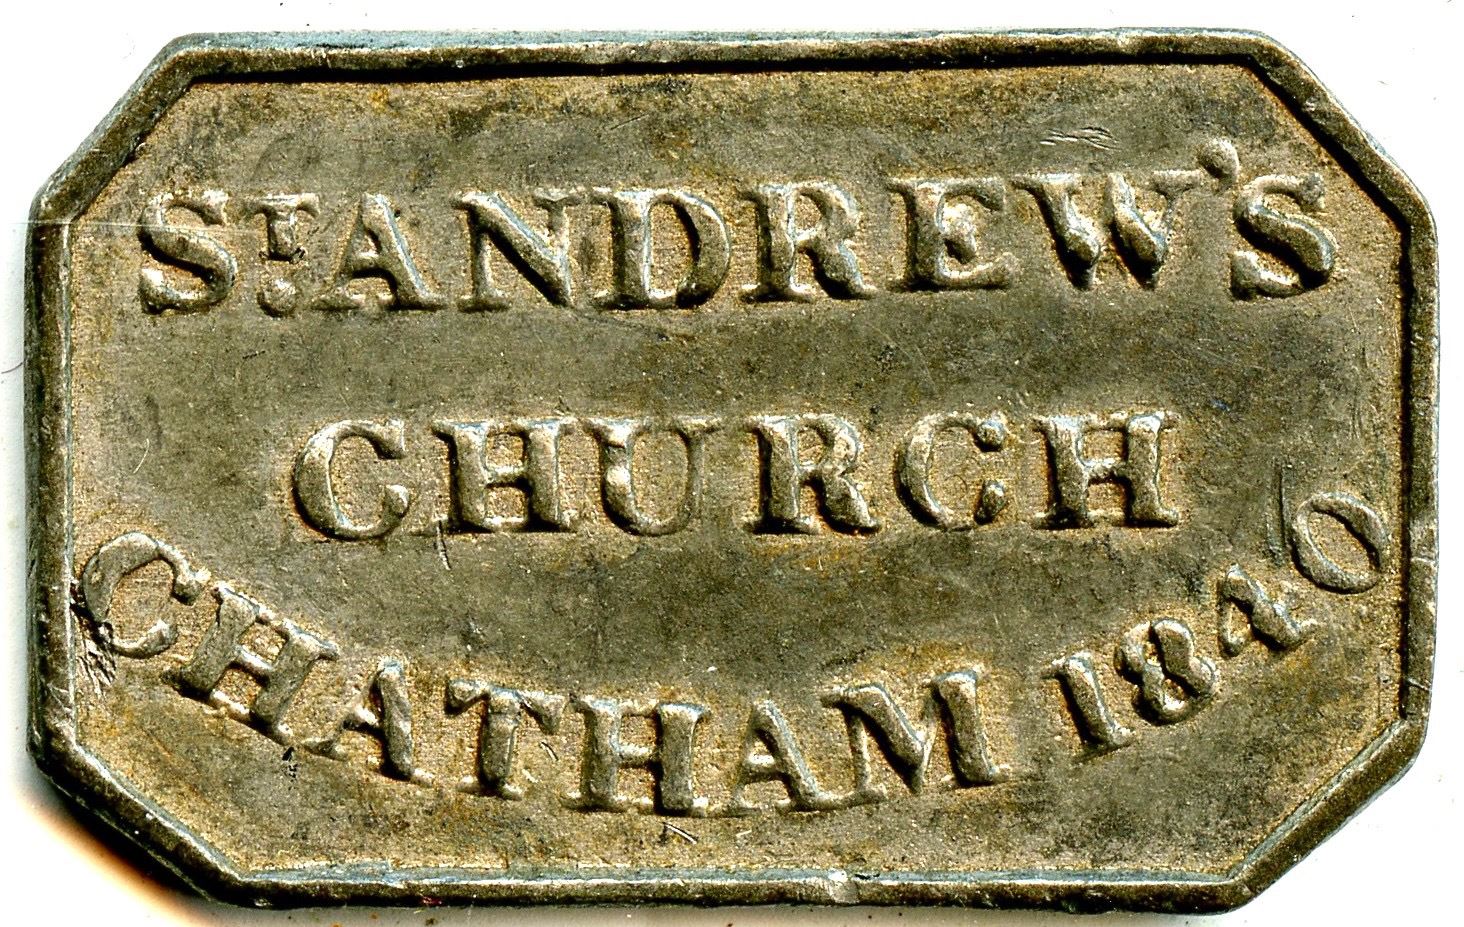 ST. ANDREW'S
CHURCH
CHATHAM 1840